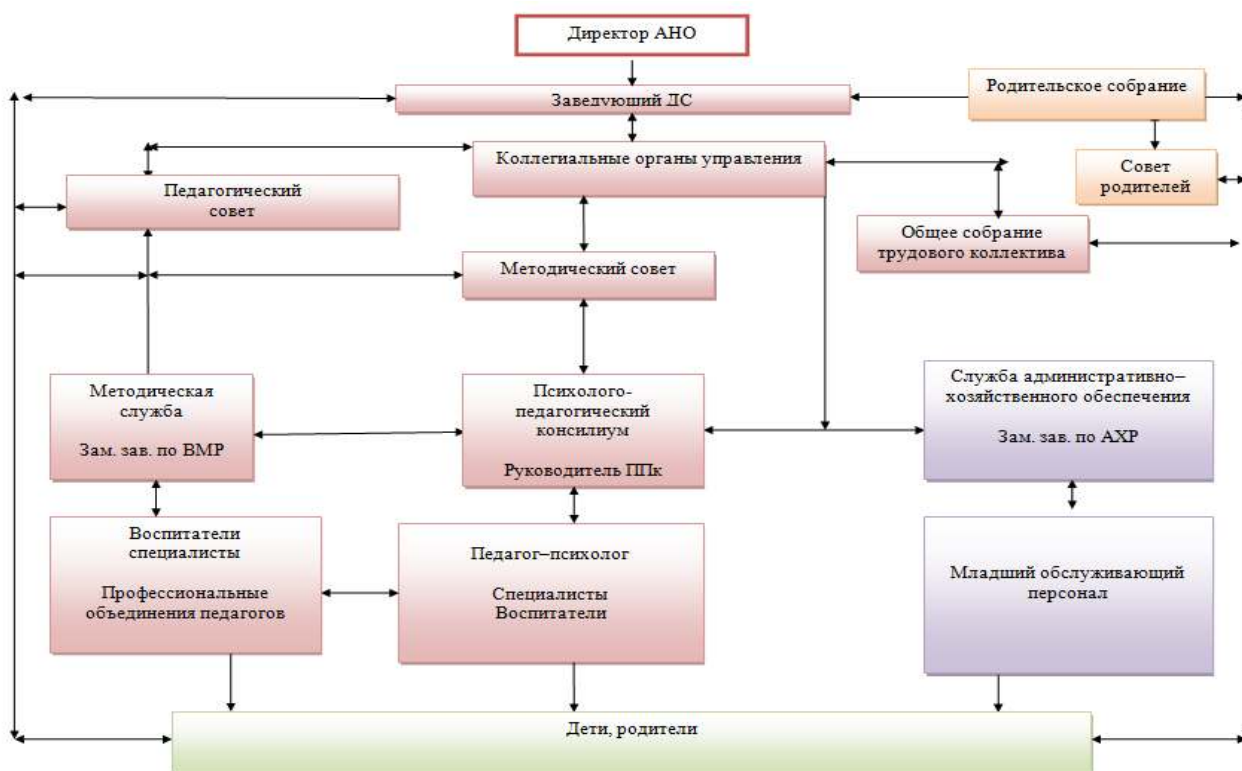 Директор АНО
Заведующий ДС
Родительское собрание
Коллегиальные органы управления
Совет
родителей
Педагогический
совет
Общее собрание
трудового коллектива
Методический совет
Методическая
служба
Зам. зав. по ВМР
Психолого-
педагогический
консилиум
Руководитель ППк
Служба административно–
хозяйственного обеспечения
Зам. зав. по АХР
Воспитатели
специалисты
Профессиональные
объединения педагогов
Педагог–психолог
Специалисты
Воспитатели
Младший обслуживающий
персонал
Дети, родители